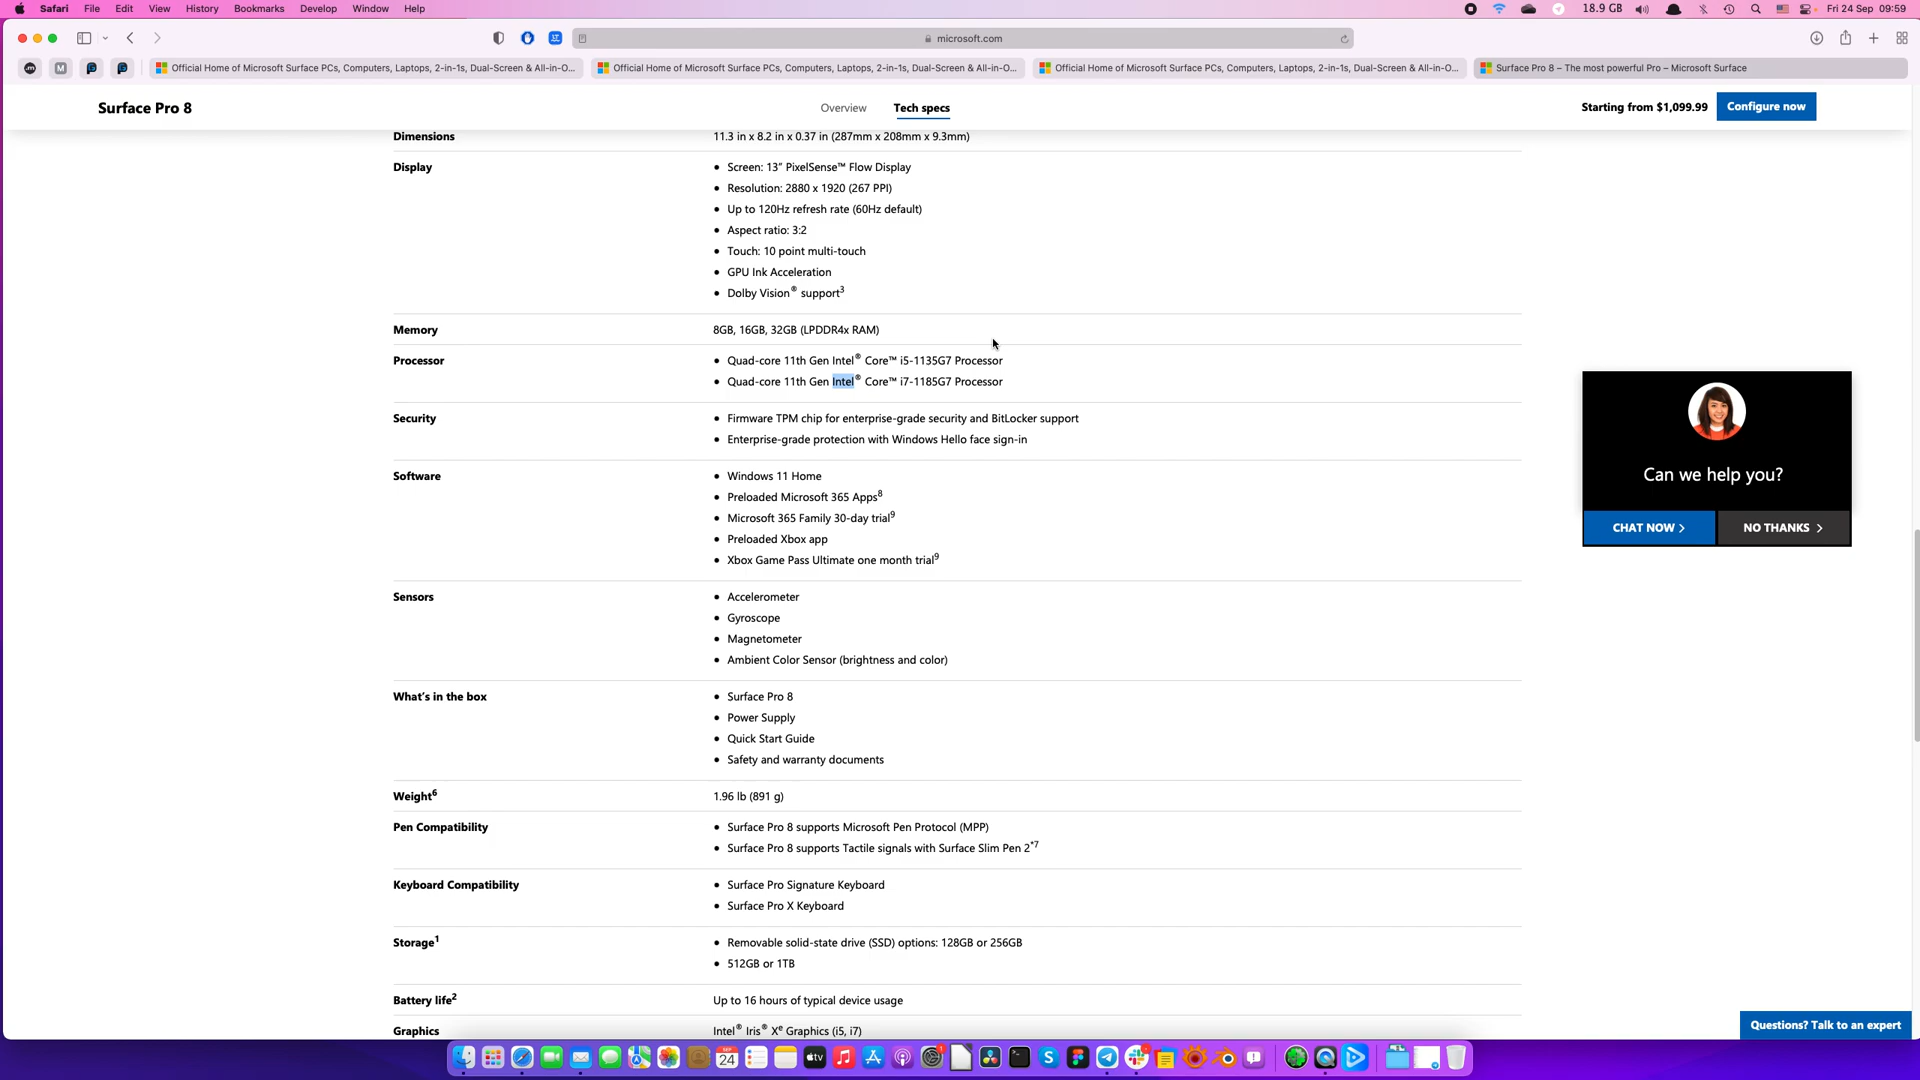 Safari File Edit View History Bookmarks Develop Window Help 18.9 GB Fri 24 Sep 09:59
microsoft.com
Official Home of Microsoft Surface PCs, Computers, Laptops, 2-in-1s, Dual-Screen & All-in-O... Official Home of Microsoft Surface PCs, Computers, Laptops, 2-in-1s, Dual-Screen & All-in-O... Official Home of Microsoft Surface PCs, Computers, Laptops, 2-in-1s, Dual-Screen & All-in-O... Surface Pro 8 – The most powerful Pro – Microsoft Surface
Surface Pro 8 Overview Tech specs Starting from $1,099.99 Configure now
Dimensions 11.3 in x 8.2 in x 0.37 in (287mm x 208mm x 9.3mm)
Display • Screen: 13” PixelSense™ Flow Display
• Resolution: 2880 x 1920 (267 PPI)
• Up to 120Hz refresh rate (60Hz default)
• Aspect ratio: 3:2
• Touch: 10 point multi-touch
• GPU Ink Acceleration
• Dolby Vision® support3
Memory 8GB, 16GB, 32GB (LPDDR4x RAM)
Processor • Quad-core 11th Gen Intel® Core™ i5-1135G7 Processor
• Quad-core 11th Gen Intel® Core™ i7-1185G7 Processor
Security • Firmware TPM chip for enterprise-grade security and BitLocker support
• Enterprise-grade protection with Windows Hello face sign-in
Can we help you?
CHAT NOW > NO THANKS >
Software • Windows 11 Home
• Preloaded Microsoft 365 Apps8
• Microsoft 365 Family 30-day trial9
• Preloaded Xbox app
• Xbox Game Pass Ultimate one month trial9
Sensors • Accelerometer
• Gyroscope
• Magnetometer
• Ambient Color Sensor (brightness and color)
What’s in the box • Surface Pro 8
• Power Supply
• Quick Start Guide
• Safety and warranty documents
Weight6 1.96 lb (891 g)
Pen Compatibility • Surface Pro 8 supports Microsoft Pen Protocol (MPP)
• Surface Pro 8 supports Tactile signals with Surface Slim Pen 2*7
Keyboard Compatibility • Surface Pro Signature Keyboard
• Surface Pro X Keyboard
Storage1 • Removable solid-state drive (SSD) options: 128GB or 256GB
• 512GB or 1TB
Battery life2 Up to 16 hours of typical device usage
Graphics Intel® Iris® Xe Graphics (i5, i7)
Questions? Talk to an expert
SEP
24
tv